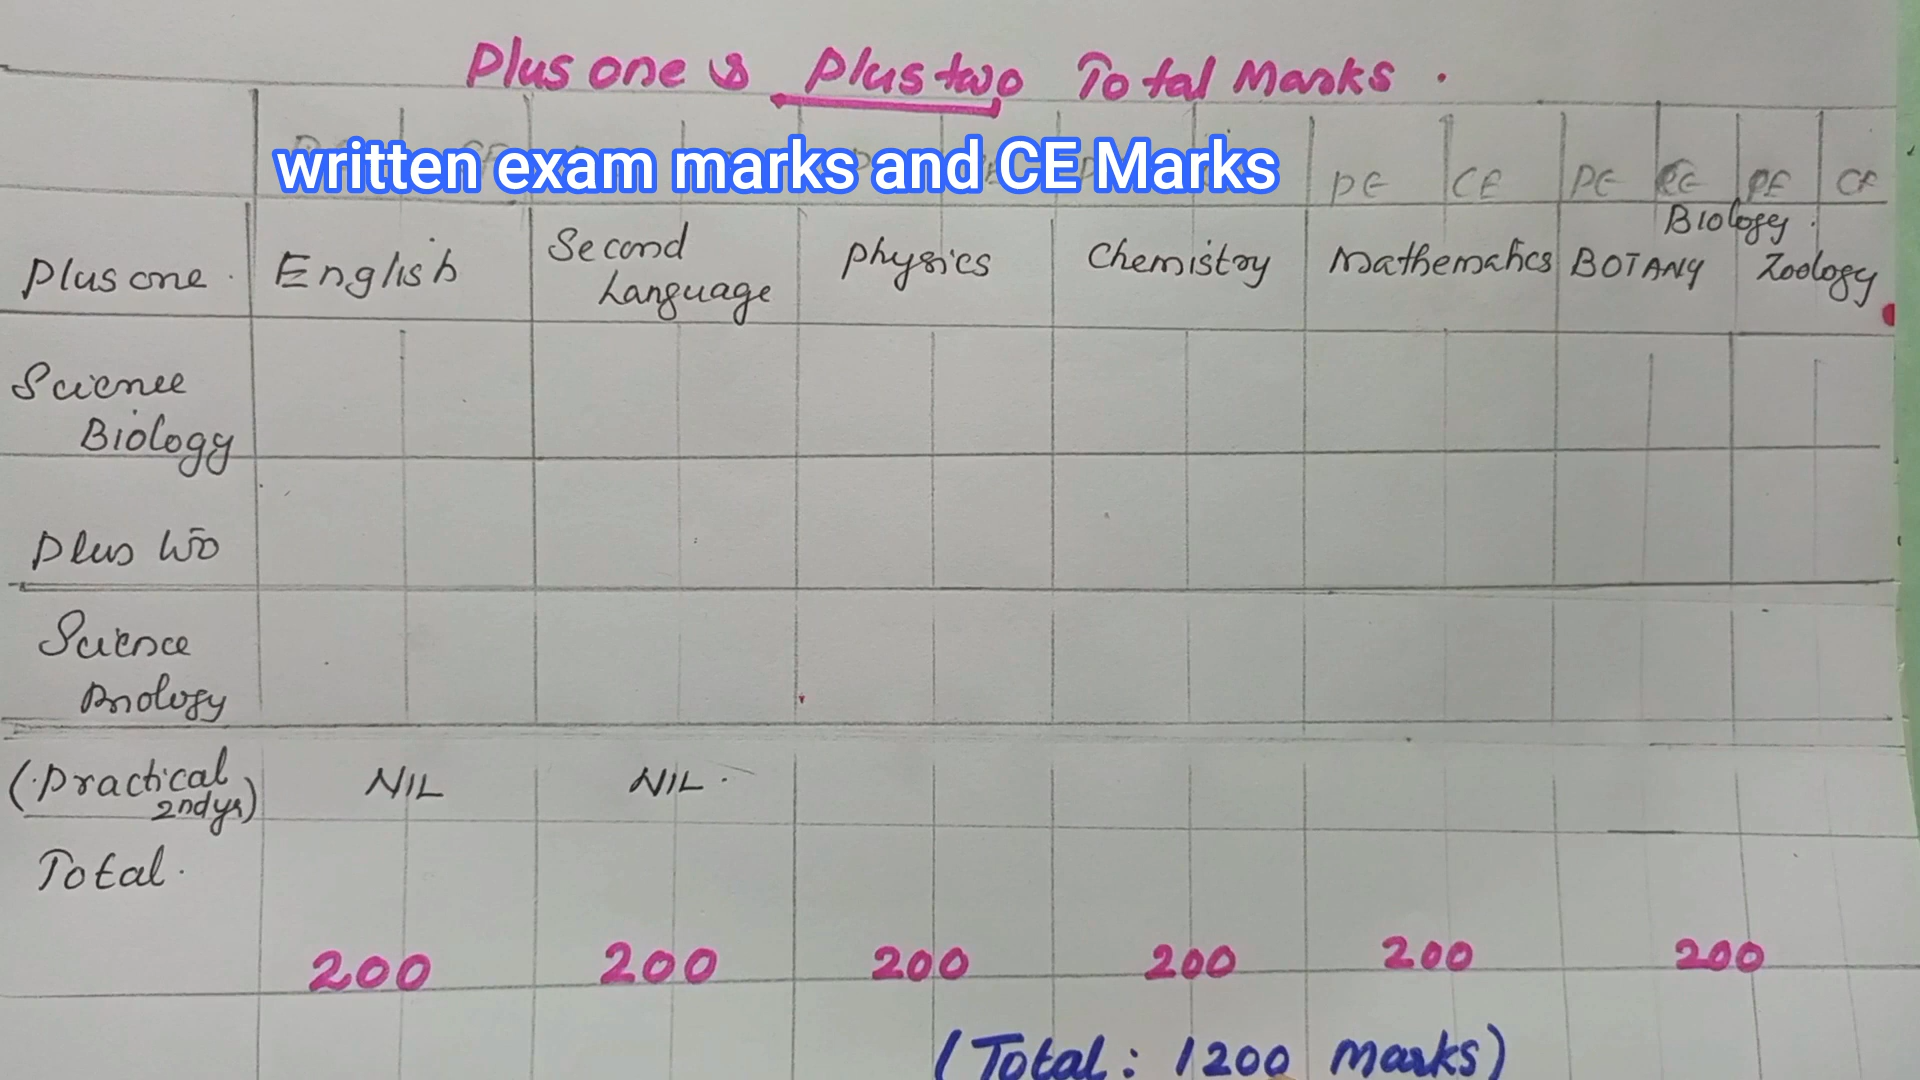 Plus one & Plus two Total Marks.
written exam marks and CE Marks
PE CE PE CE PE CE
Biology.
Plus one. English Second Language Physics Chemistry Mathematics BOTANY Zoology
Science
Biology
Plus two
Science
Biology
(Practical 2nd yr) NIL NIL.
Total.
200 200 200 200 200 200
(Total: 1200 marks)